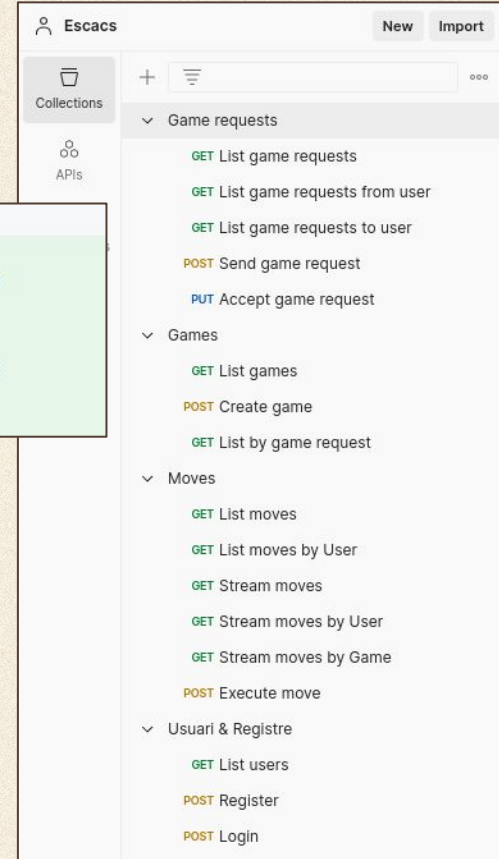 Escacs
New
Import
Collections
APIs
Game requests
GET List game requests
GET List game requests from user
GET List game requests to user
POST Send game request
PUT Accept game request
Games
GET List games
POST Create game
GET List by game request
Moves
GET List moves
GET List moves by User
GET Stream moves
GET Stream moves by User
GET Stream moves by Game
POST Execute move
Usuari & Registre
GET List users
POST Register
POST Login